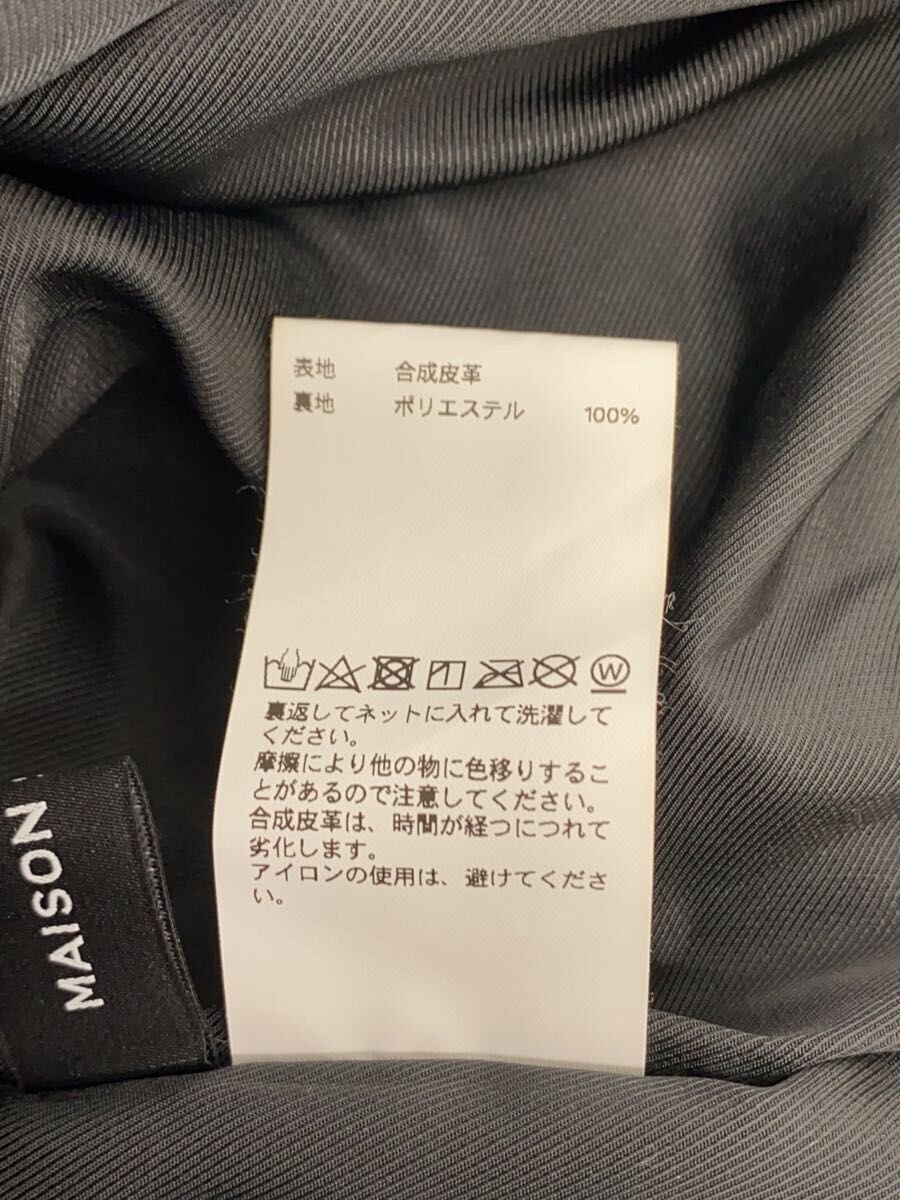 表地 合成皮革
裏地 ポリエステル 100%
W
裏返してネットに入れて洗濯して
ください。
摩擦により他の物に色移りするこ
とがあるので注意してください。
合成皮革は、時間が経つにつれて
劣化します。
アイロンの使用は、避けてくださ
い。
MAISON